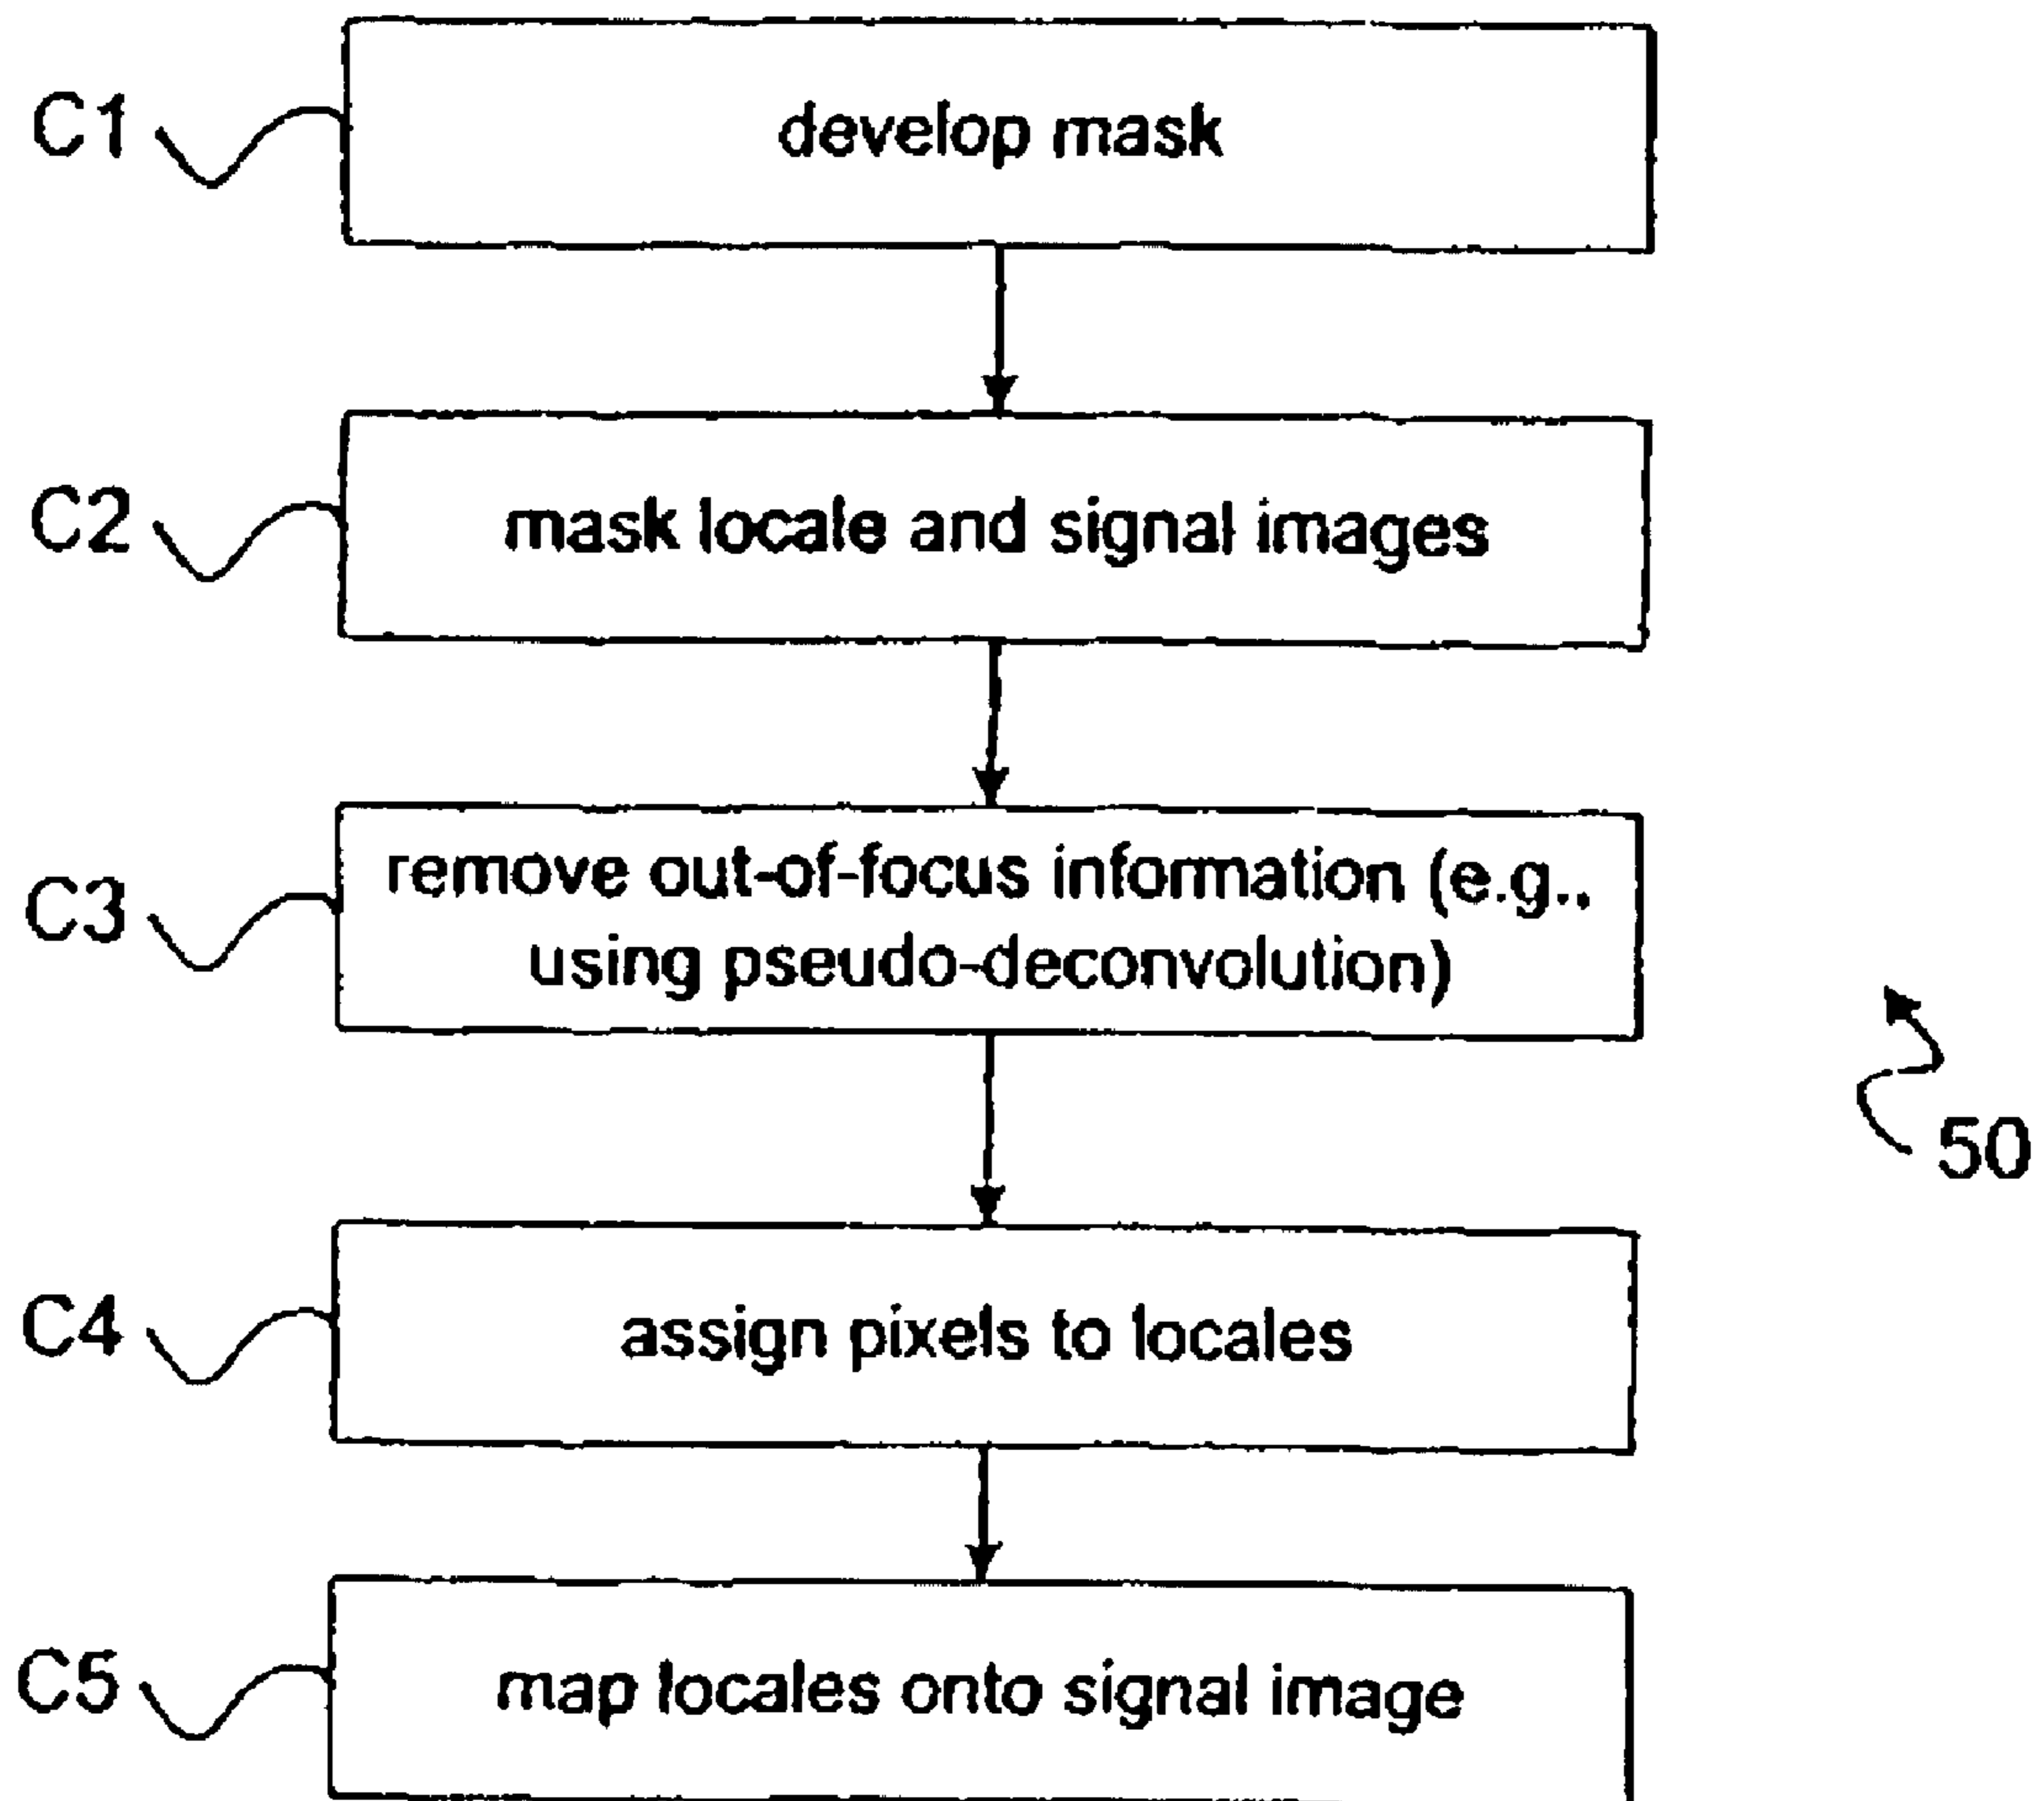 C1
develop mask
C2
mask locale and signal images
C3
remove out-of-focus information (e.g.,
using pseudo-deconvolution)
50
C4
assign pixels to locales
C5
map locales onto signal image